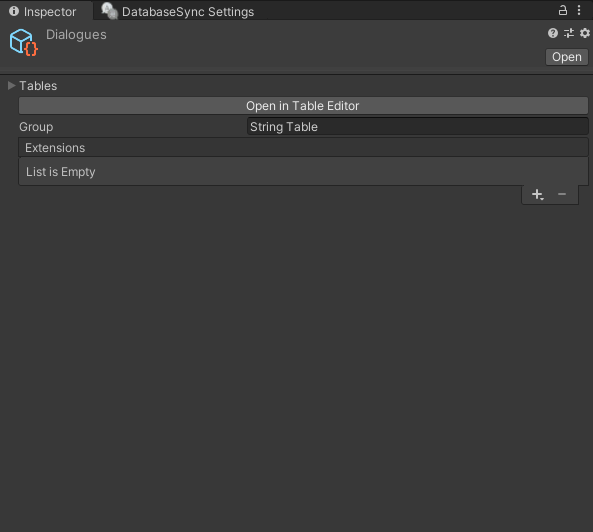 Inspector
DatabaseSync Settings
Dialogues
Open
Tables
Open in Table Editor
Group
String Table
Extensions
List is Empty